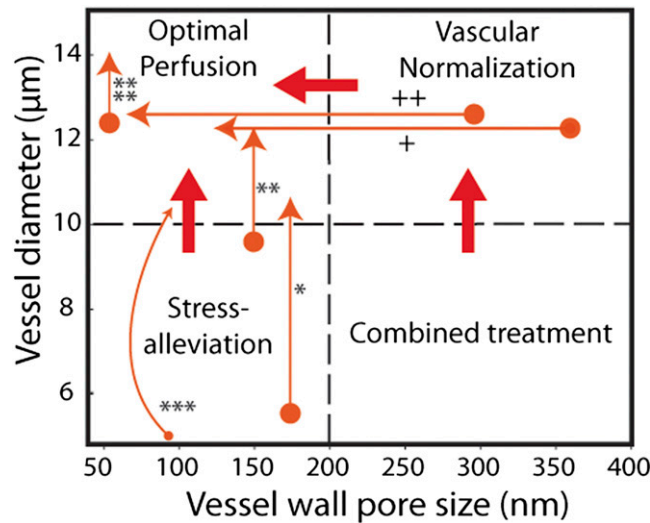 Optimal
Perfusion
Vascular
Normalization
**
**
++
+
**
*
***
Stress-
alleviation
Combined treatment
14
12
10
8
6
50 100 150 200 250 300 350 400
Vessel diameter (µm)
Vessel wall pore size (nm)